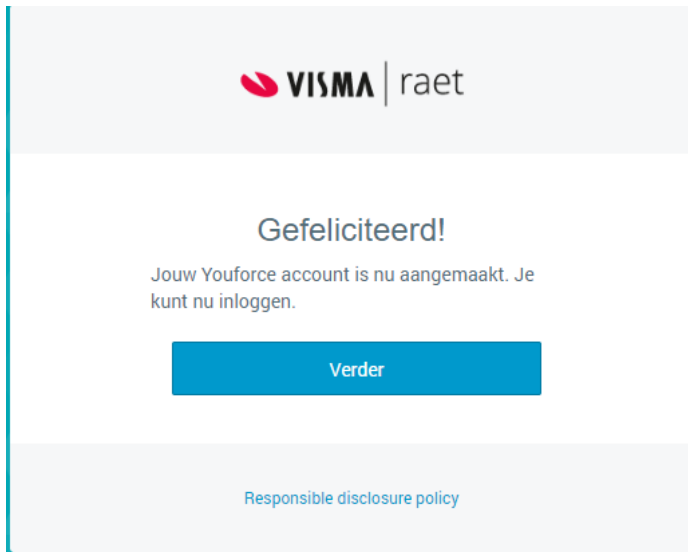 VISMA | raet
Gefeliciteerd!
Jouw Youforce account is nu aangemaakt. Je
kunt nu inloggen.
Verder
Responsible disclosure policy